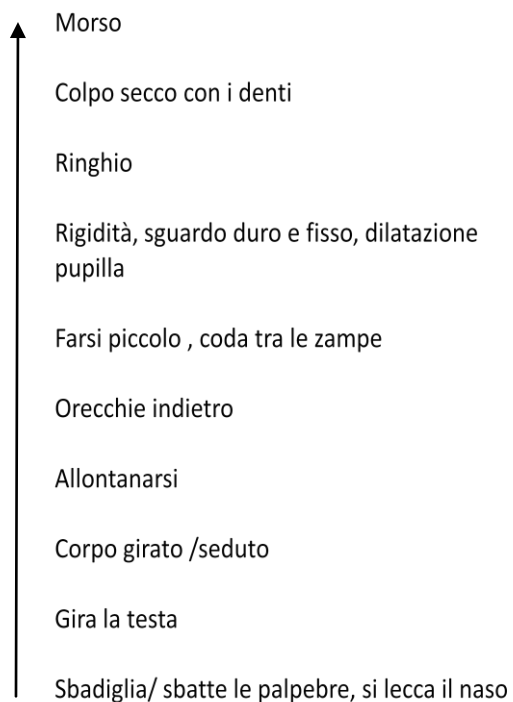 Morso
Colpo secco con i denti
Ringhio
Rigidità, sguardo duro e fisso, dilatazione
pupilla
Farsi piccolo , coda tra le zampe
Orecchie indietro
Allontanarsi
Corpo girato /seduto
Gira la testa
Sbadiglia/ sbatte le palpebre, si lecca il naso